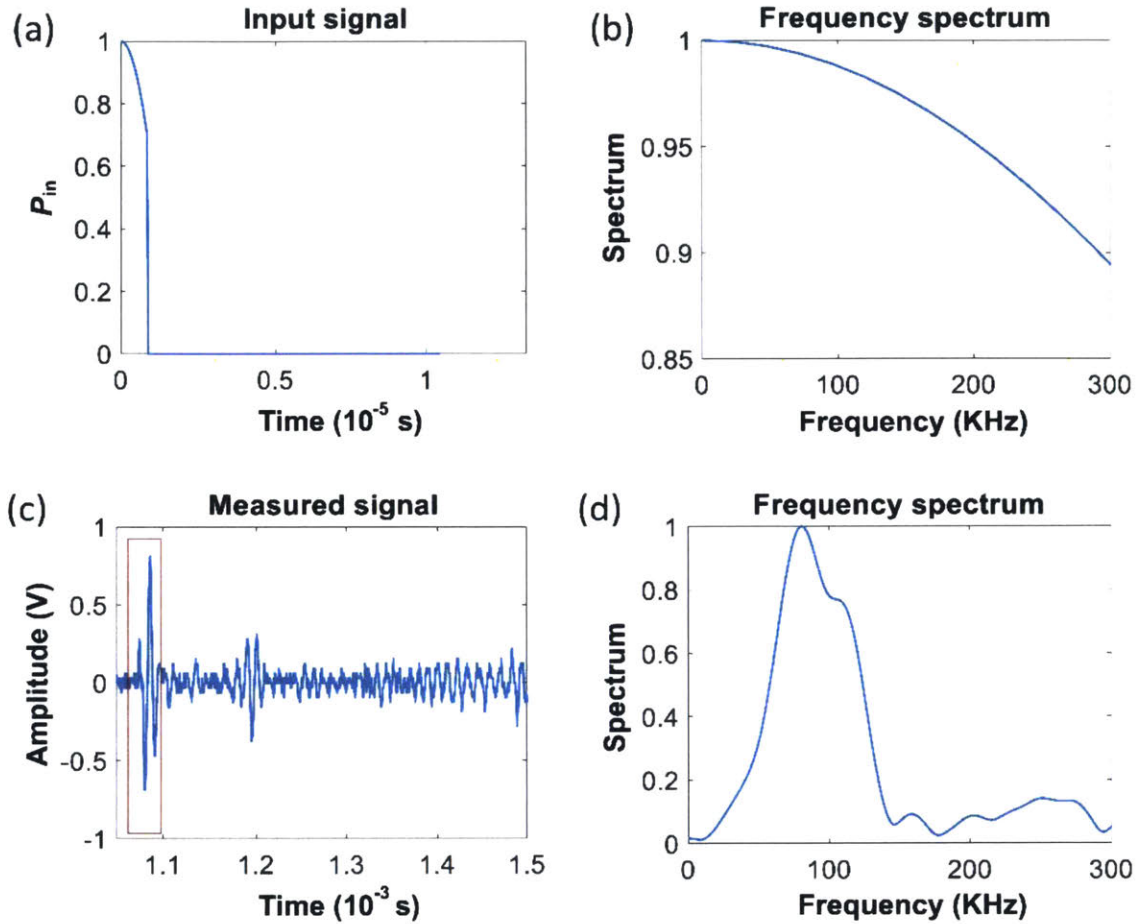 (a)
Input signal
1
0.8
0.6
0.4
0.2
0
P_in
0 0.5 1
Time (10^-5 s)
(b)
Frequency spectrum
1
0.95
0.9
0.85
Spectrum
0 100 200 300
Frequency (KHz)
(c)
Measured signal
1
0.5
0
-0.5
-1
Amplitude (V)
1.1 1.2 1.3 1.4 1.5
Time (10^-3 s)
(d)
Frequency spectrum
1
0.8
0.6
0.4
0.2
0
Spectrum
0 100 200 300
Frequency (KHz)